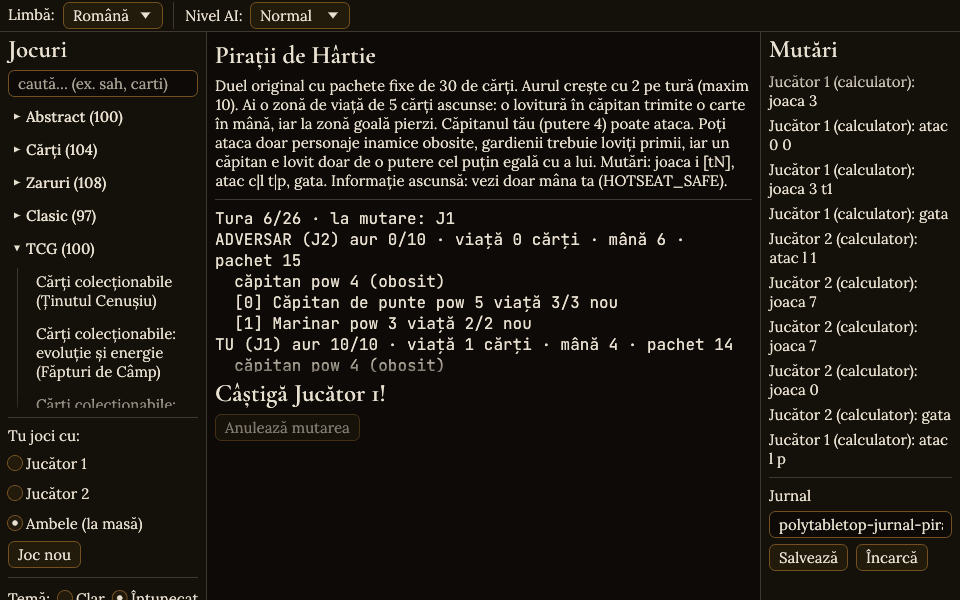 Limbă: Română ▼ Nivel AI: Normal ▼
Jocuri
caută... (ex. sah, carti)
▸ Abstract (100)
▸ Cărți (104)
▸ Zaruri (108)
▸ Clasic (97)
▾ TCG (100)
Cărți colecționabile
(Ținutul Cenușiu)
Cărți colecționabile:
evoluție și energie
(Făpturi de Câmp)
Cărți colecționabile:
Tu joci cu:
Jucător 1
Jucător 2
Ambele (la masă)
Joc nou
Temă: Clar Întunecat
Pirații de Hârtie
Duel original cu pachete fixe de 30 de cărți. Aurul crește cu 2 pe tură (maxim
10). Ai o zonă de viață de 5 cărți ascunse: o lovitură în căpitan trimite o carte
în mână, iar la zonă goală pierzi. Căpitanul tău (putere 4) poate ataca. Poți
ataca doar personaje inamice obosite, gardienii trebuie loviți primii, iar un
căpitan e lovit doar de o putere cel puțin egală cu a lui. Mutări: joaca i [tN],
atac c|l t|p, gata. Informație ascunsă: vezi doar mâna ta (HOTSEAT_SAFE).
Tura 6/26 · la mutare: J1
ADVERSAR (J2) aur 0/10 · viață 0 cărți · mână 6 ·
pachet 15
căpitan pow 4 (obosit)
[0] Căpitan de punte pow 5 viață 3/3 nou
[1] Marinar pow 3 viață 2/2 nou
TU (J1) aur 10/10 · viață 1 cărți · mână 4 · pachet 14
căpitan pow 4 (obosit)
Câștigă Jucător 1!
Anulează mutarea
Mutări
Jucător 1 (calculator):
joaca 3
Jucător 1 (calculator): atac
0 0
Jucător 1 (calculator):
joaca 3 t1
Jucător 1 (calculator): gata
Jucător 2 (calculator):
atac l 1
Jucător 2 (calculator):
joaca 7
Jucător 2 (calculator):
joaca 7
Jucător 2 (calculator):
joaca 0
Jucător 2 (calculator): gata
Jucător 1 (calculator): atac
l p
Jurnal
polytabletop-jurnal-pira
Salvează Încarcă